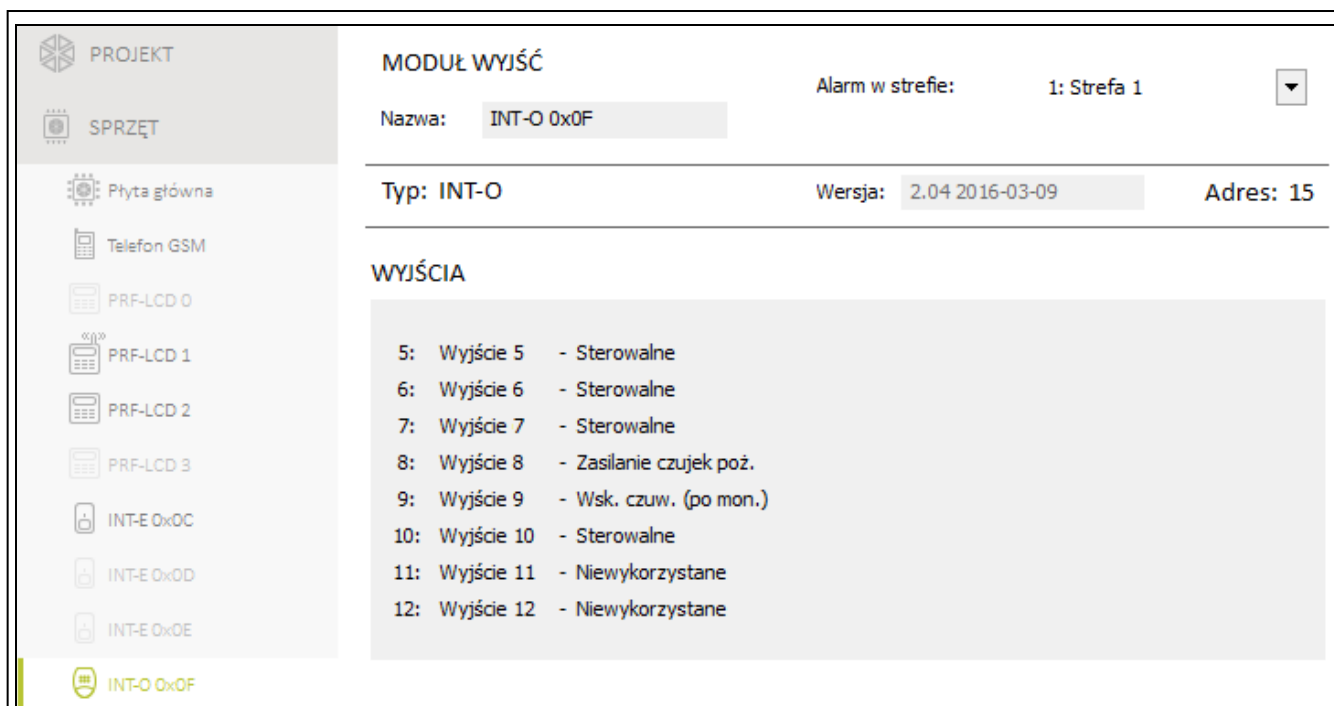 PROJEKT
SPRZĘT
Płyta główna
Telefon GSM
PRF-LCD 0
PRF-LCD 1
PRF-LCD 2
PRF-LCD 3
INT-E 0x0C
INT-E 0x0D
INT-E 0x0E
INT-O 0x0F
MODUŁ WYJŚĆ
Nazwa: INT-O 0x0F
Alarm w strefie: 1: Strefa 1
Typ: INT-O Wersja: 2.04 2016-03-09 Adres: 15
WYJŚCIA
5: Wyjście 5 - Sterowalne
6: Wyjście 6 - Sterowalne
7: Wyjście 7 - Sterowalne
8: Wyjście 8 - Zasilanie czujek poż.
9: Wyjście 9 - Wsk. czuw. (po mon.)
10: Wyjście 10 - Sterowalne
11: Wyjście 11 - Niewykorzystane
12: Wyjście 12 - Niewykorzystane